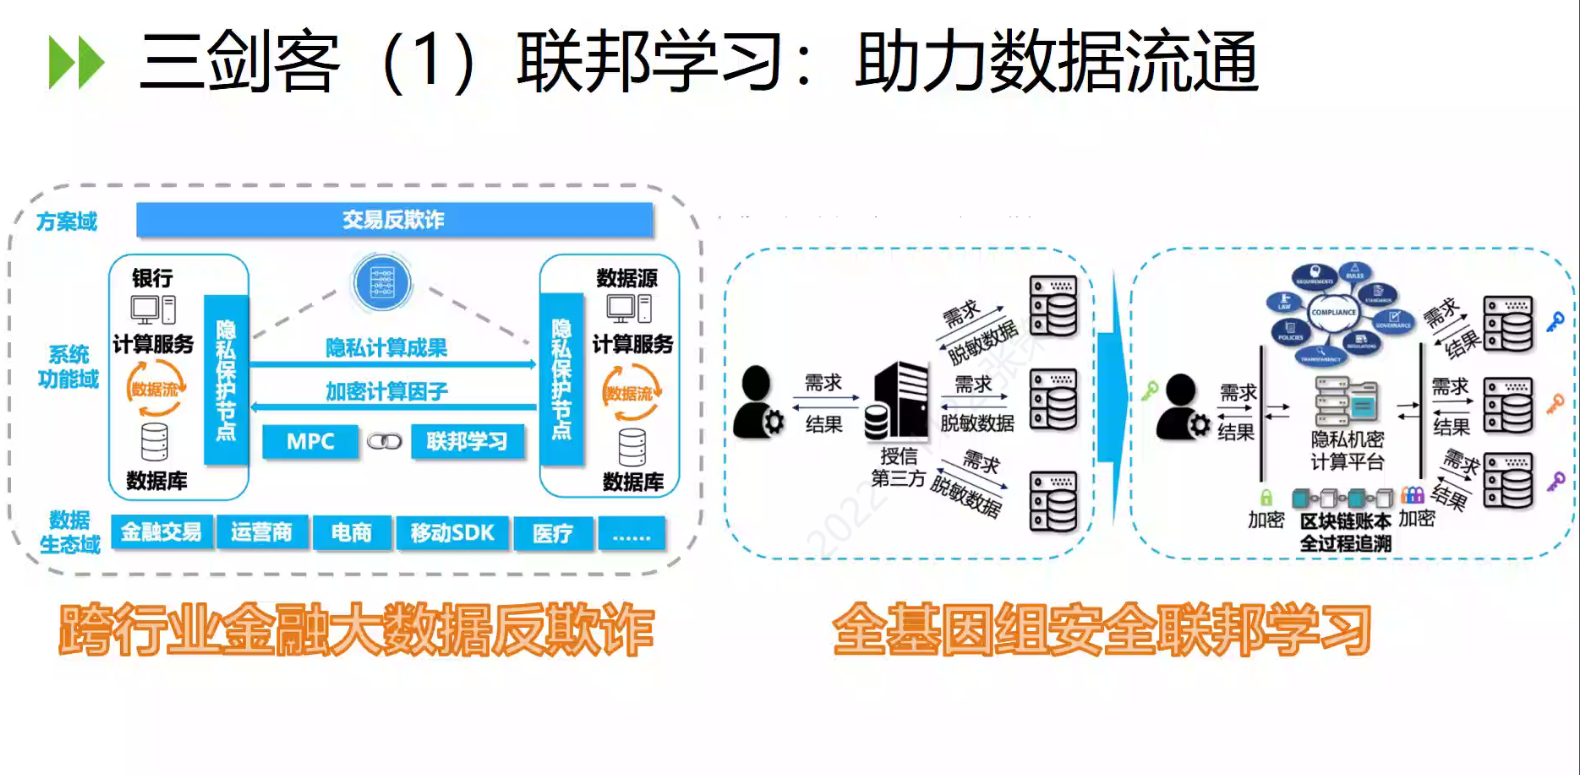 三剑客（1）联邦学习：助力数据流通
方案域
交易反欺诈
银行
计算服务
数据流
数据库
隐私保护节点
隐私计算成果
加密计算因子
MPC
联邦学习
隐私保护节点
数据源
计算服务
数据流
数据库
系统
功能域
数据
生态域
金融交易
运营商
电商
移动SDK
医疗
……
跨行业金融大数据反欺诈
需求
结果
授信
第三方
需求
脱敏数据
需求
脱敏数据
需求
脱敏数据
2022
需求
结果
加密
REQUIREMENTS
RULES
STANDARDS
LAW
COMPLIANCE
GOVERNANCE
POLICIES
REGULATIONS
TRANSPARENCY
隐私机密
计算平台
区块链账本
全过程追溯
加密
需求
结果
需求
结果
需求
结果
全基因组安全联邦学习